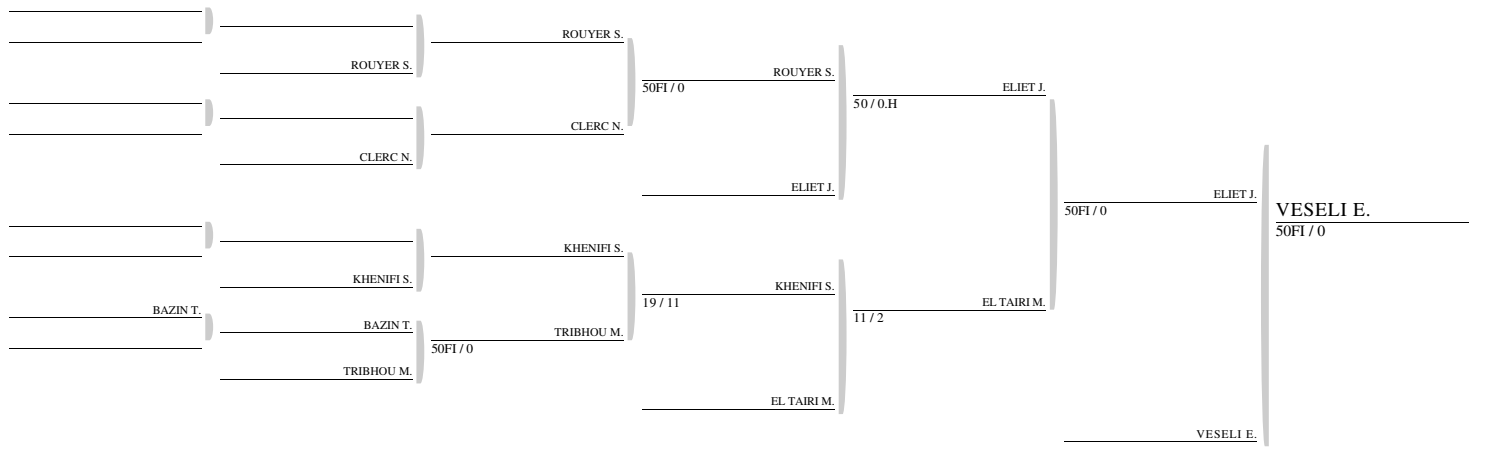 ROUYER S.
ROUYER S.
ROUYER S.
50FI / 0
ELIET J.
50 / 0.H
CLERC N.
CLERC N.
ELIET J.
ELIET J.
50FI / 0
VESELI E.
50FI / 0
KHENIFI S.
KHENIFI S.
KHENIFI S.
19 / 11
EL TAIRI M.
11 / 2
BAZIN T.
BAZIN T.
TRIBHOU M.
50FI / 0
TRIBHOU M.
EL TAIRI M.
VESELI E.